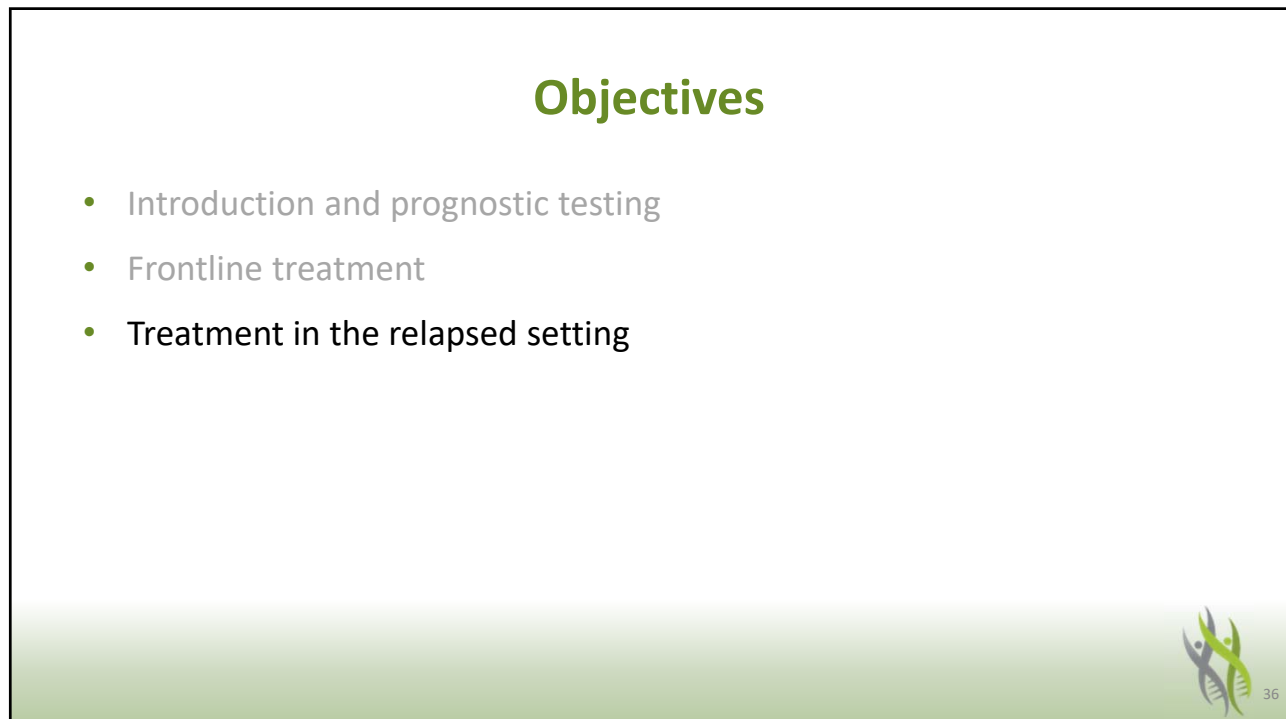 Objectives
• Introduction and prognostic testing
• Frontline treatment
• Treatment in the relapsed setting
36